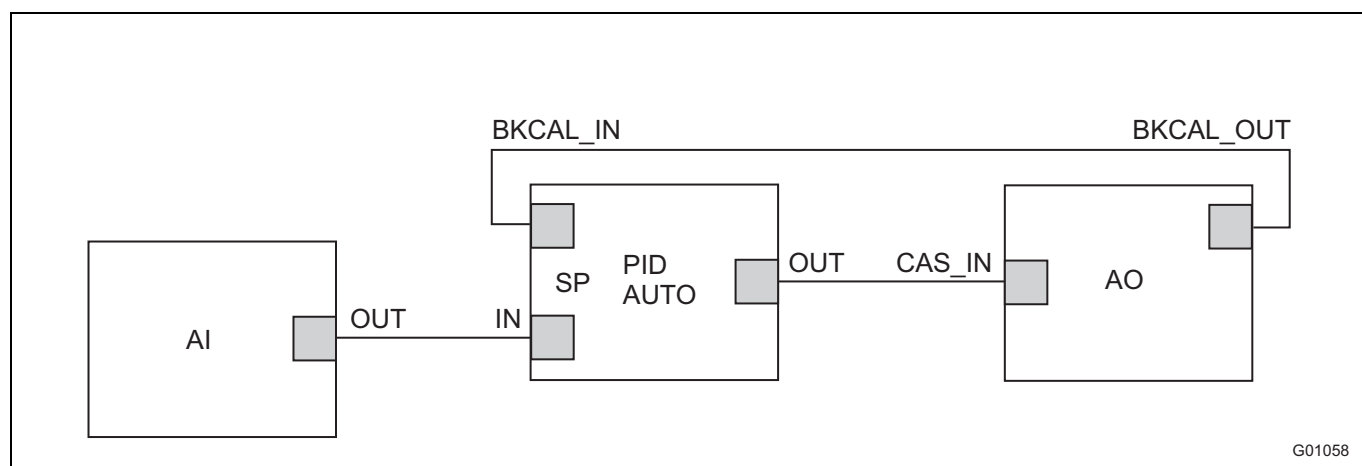 BKCAL_IN
BKCAL_OUT
SP
PID
AUTO
OUT
CAS_IN
AO
AI
OUT
IN
G01058